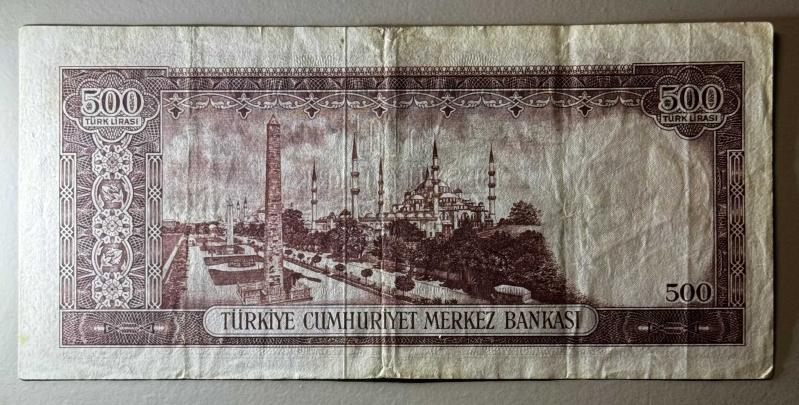 500 500
TÜRK LİRASI TÜRK LİRASI
500
TÜRKİYE CUMHURİYET MERKEZ BANKASI